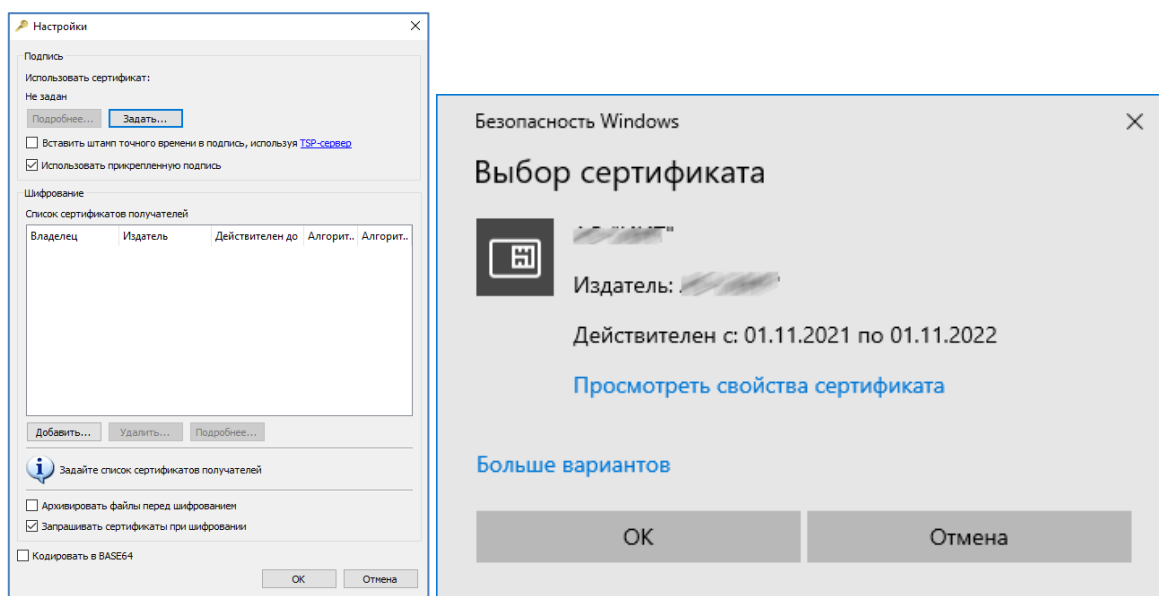 Настройки
Подпись
Использовать сертификат:
Не задан
Подробнее... Задать...
Вставить штамп точного времени в подпись, используя TSP-сервер
Использовать прикрепленную подпись
Шифрование
Список сертификатов получателей
Владелец Издатель Действителен до Алгорит.. Алгорит..
Добавить... Удалить... Подробнее...
Задайте список сертификатов получателей
Архивировать файлы перед шифрованием
Запрашивать сертификаты при шифровании
Кодировать в BASE64
ОК Отмена
Безопасность Windows
Выбор сертификата
Издатель:
Действителен с: 01.11.2021 по 01.11.2022
Просмотреть свойства сертификата
Больше вариантов
ОК Отмена